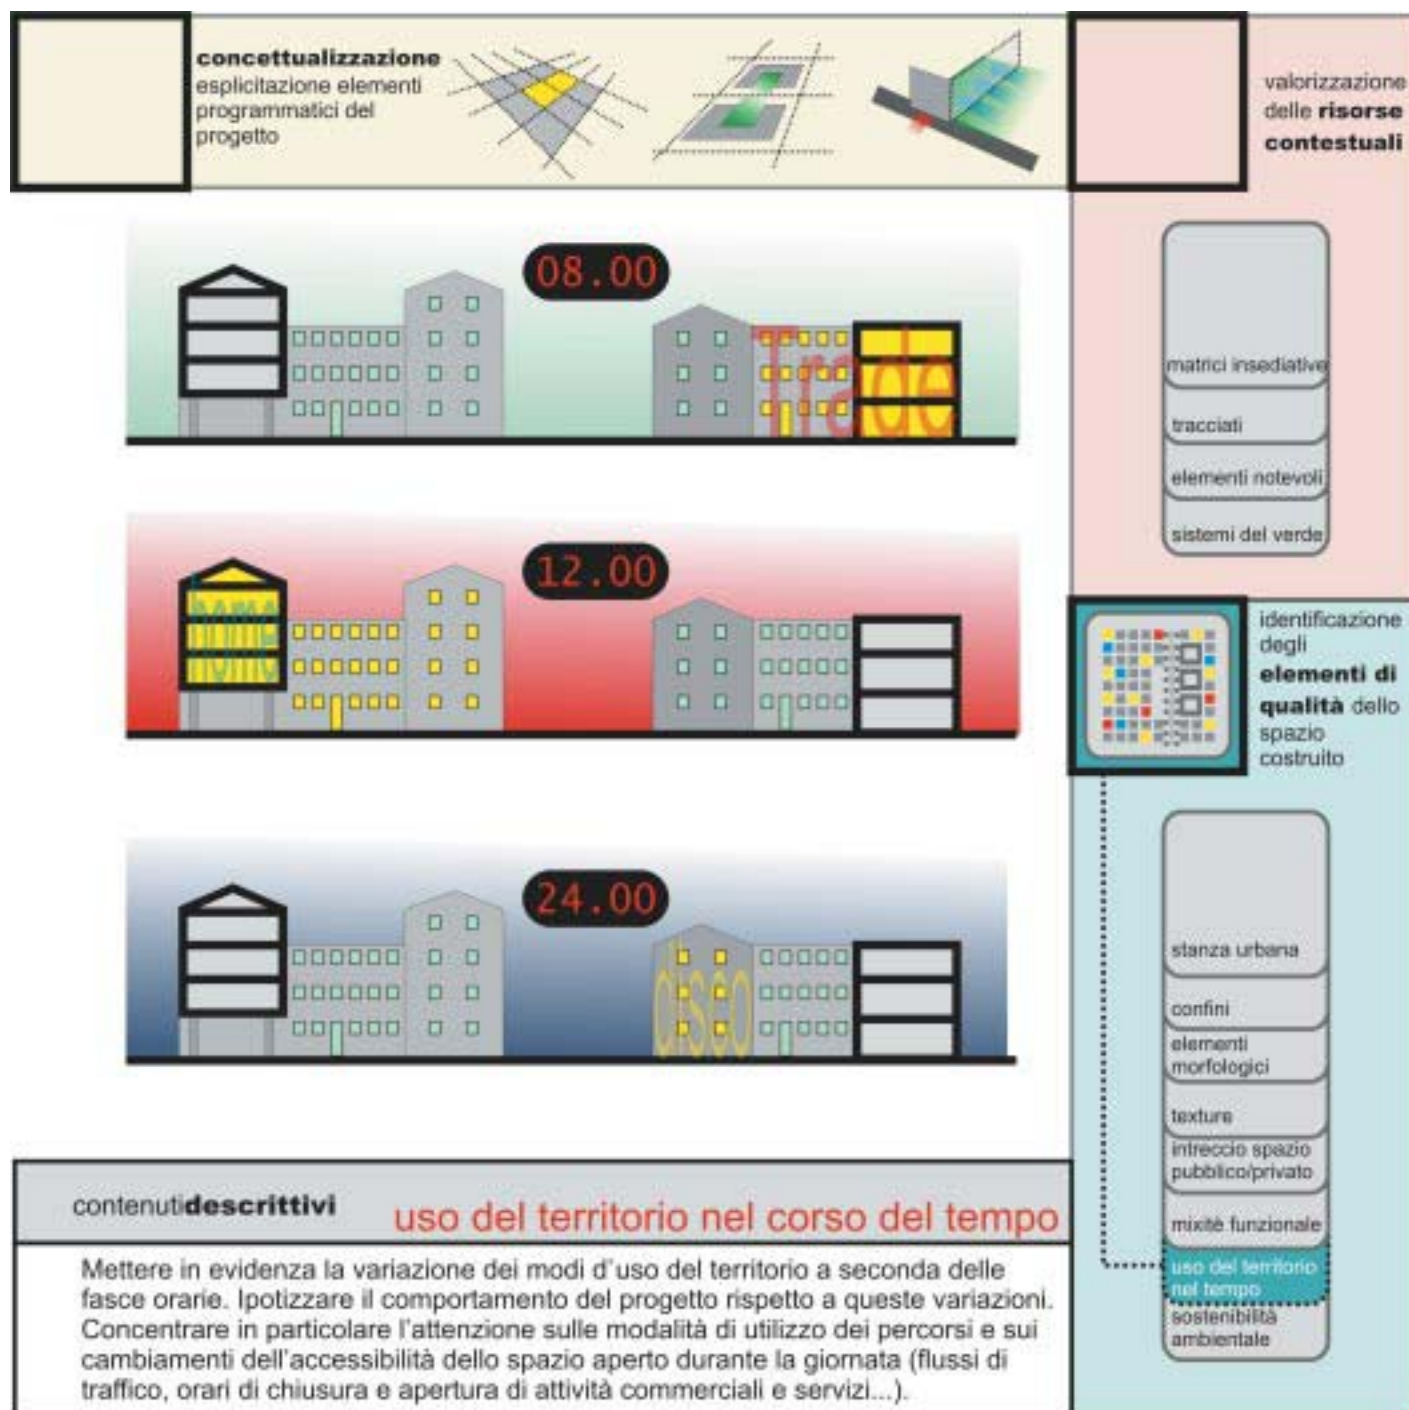 concettualizzazione
esplicitazione elementi
programmatici del
progetto
valorizzazione
delle risorse
contestuali
08.00
Trade
matrici insediative
tracciati
elementi notevoli
sistemi del verde
12.00
home
home
identificazione
degli
elementi di
qualità dello
spazio
costruito
24.00
disco
stanza urbana
confini
elementi
morfologici
texture
intreccio spazio
pubblico/privato
mixitè funzionale
uso del territorio
nel tempo
sostenibilità
ambientale
contenutidescrittivi
uso del territorio nel corso del tempo
Mettere in evidenza la variazione dei modi d'uso del territorio a seconda delle
fasce orarie. Ipotizzare il comportamento del progetto rispetto a queste variazioni.
Concentrare in particolare l'attenzione sulle modalità di utilizzo dei percorsi e sui
cambiamenti dell'accessibilità dello spazio aperto durante la giornata (flussi di
traffico, orari di chiusura e apertura di attività commerciali e servizi...).